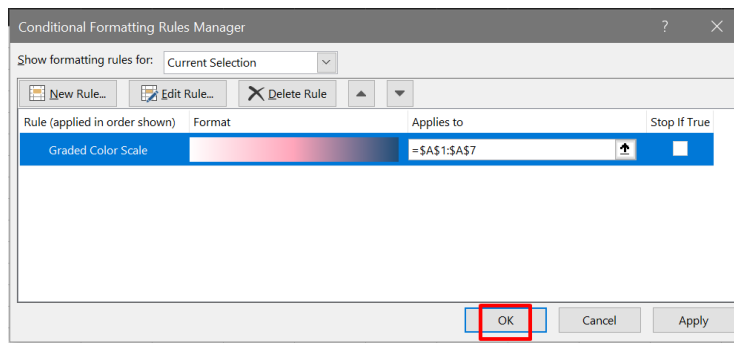 Conditional Formatting Rules Manager
?
Show formatting rules for: Current Selection
New Rule... Edit Rule... Delete Rule
Rule (applied in order shown) Format Applies to Stop If True
Graded Color Scale =$A$1:$A$7
OK Cancel Apply